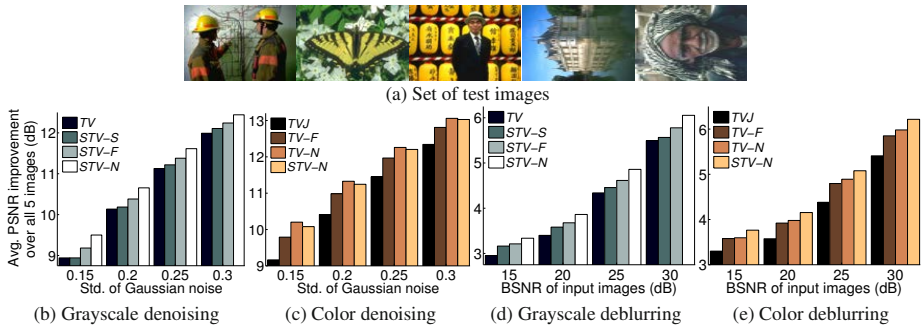 (a) Set of test images
Avg. PSNR improvement
over all 5 images (dB)
12
11
10
9
TV
STV-S
STV-F
STV-N
0.15 0.2 0.25 0.3
Std. of Gaussian noise
(b) Grayscale denoising
13
12
11
10
9
TVJ
TV-F
TV-N
STV-N
0.15 0.2 0.25 0.3
Std. of Gaussian noise
(c) Color denoising
6
5
4
3
TV
STV-S
STV-F
STV-N
15 20 25 30
BSNR of input images (dB)
(d) Grayscale deblurring
6
5
4
3
TVJ
TV-F
TV-N
STV-N
15 20 25 30
BSNR of input images (dB)
(e) Color deblurring